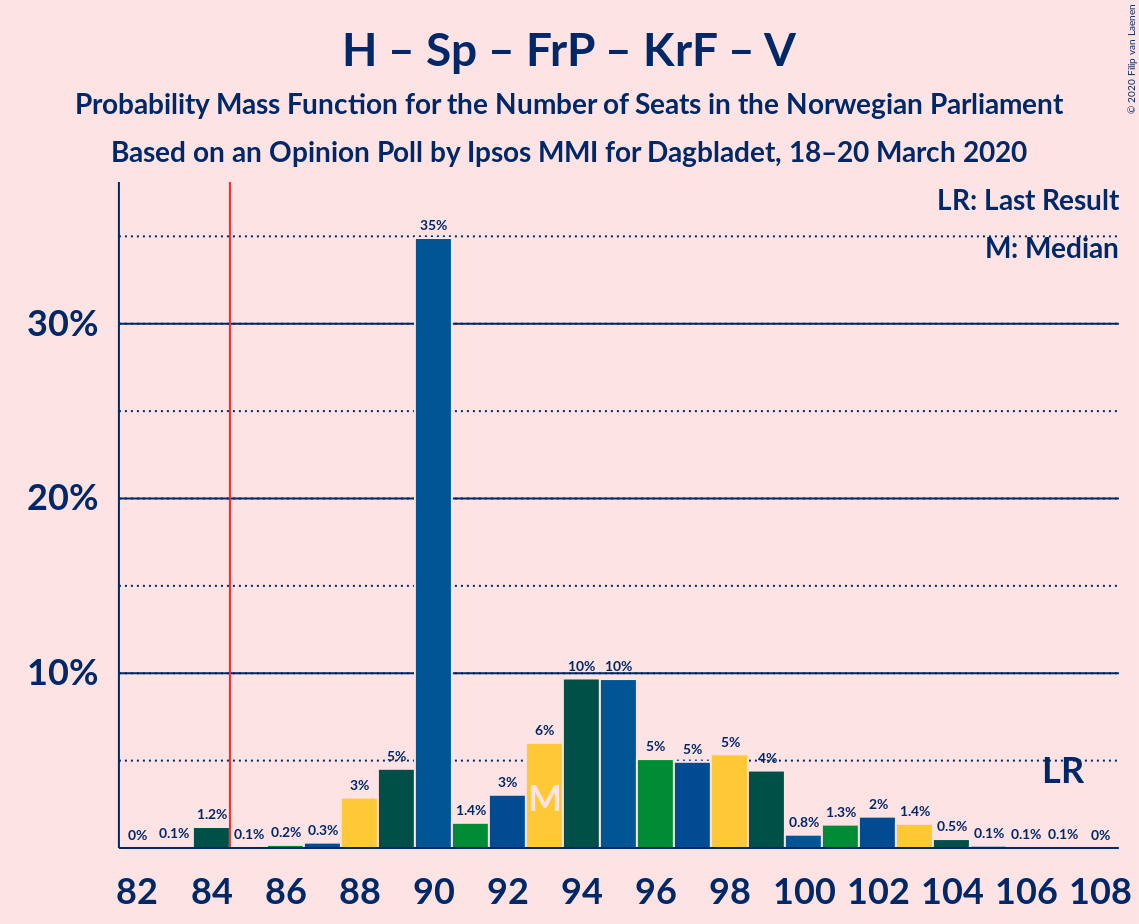 H – Sp – FrP – KrF – V
Probability Mass Function for the Number of Seats in the Norwegian Parliament
Based on an Opinion Poll by Ipsos MMI for Dagbladet, 18–20 March 2020
© 2020 Filip van Laenen
LR: Last Result
M: Median
35%
30%
20%
10%
10% 10%
6%
5% 5% 5% 5% 4%
LR
3% 3%
M
1.2% 1.4% 0.8% 1.3% 2% 1.4%
0% 0.1% 0.1% 0.2% 0.3% 0.5% 0.1% 0.1% 0.1% 0%
82 84 86 88 90 92 94 96 98 100 102 104 106 108